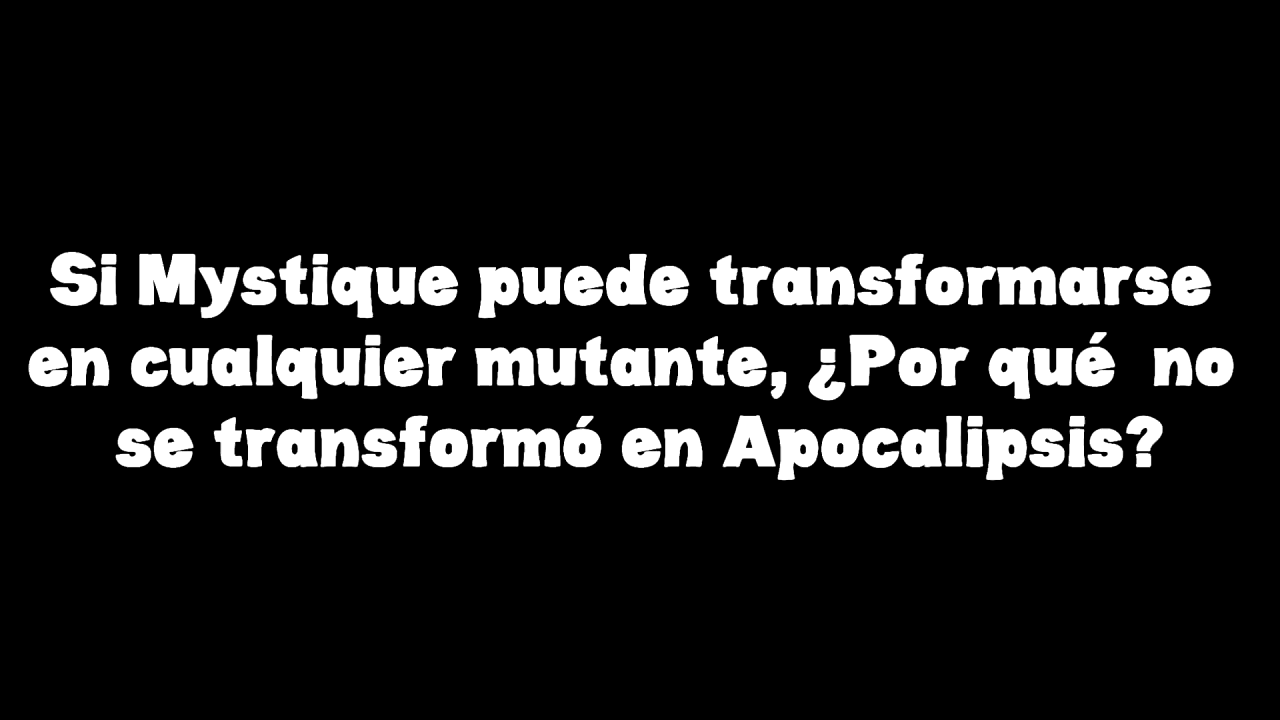 Si Mystique puede transformarse
en cualquier mutante, ¿Por qué no
se transformó en Apocalipsis?